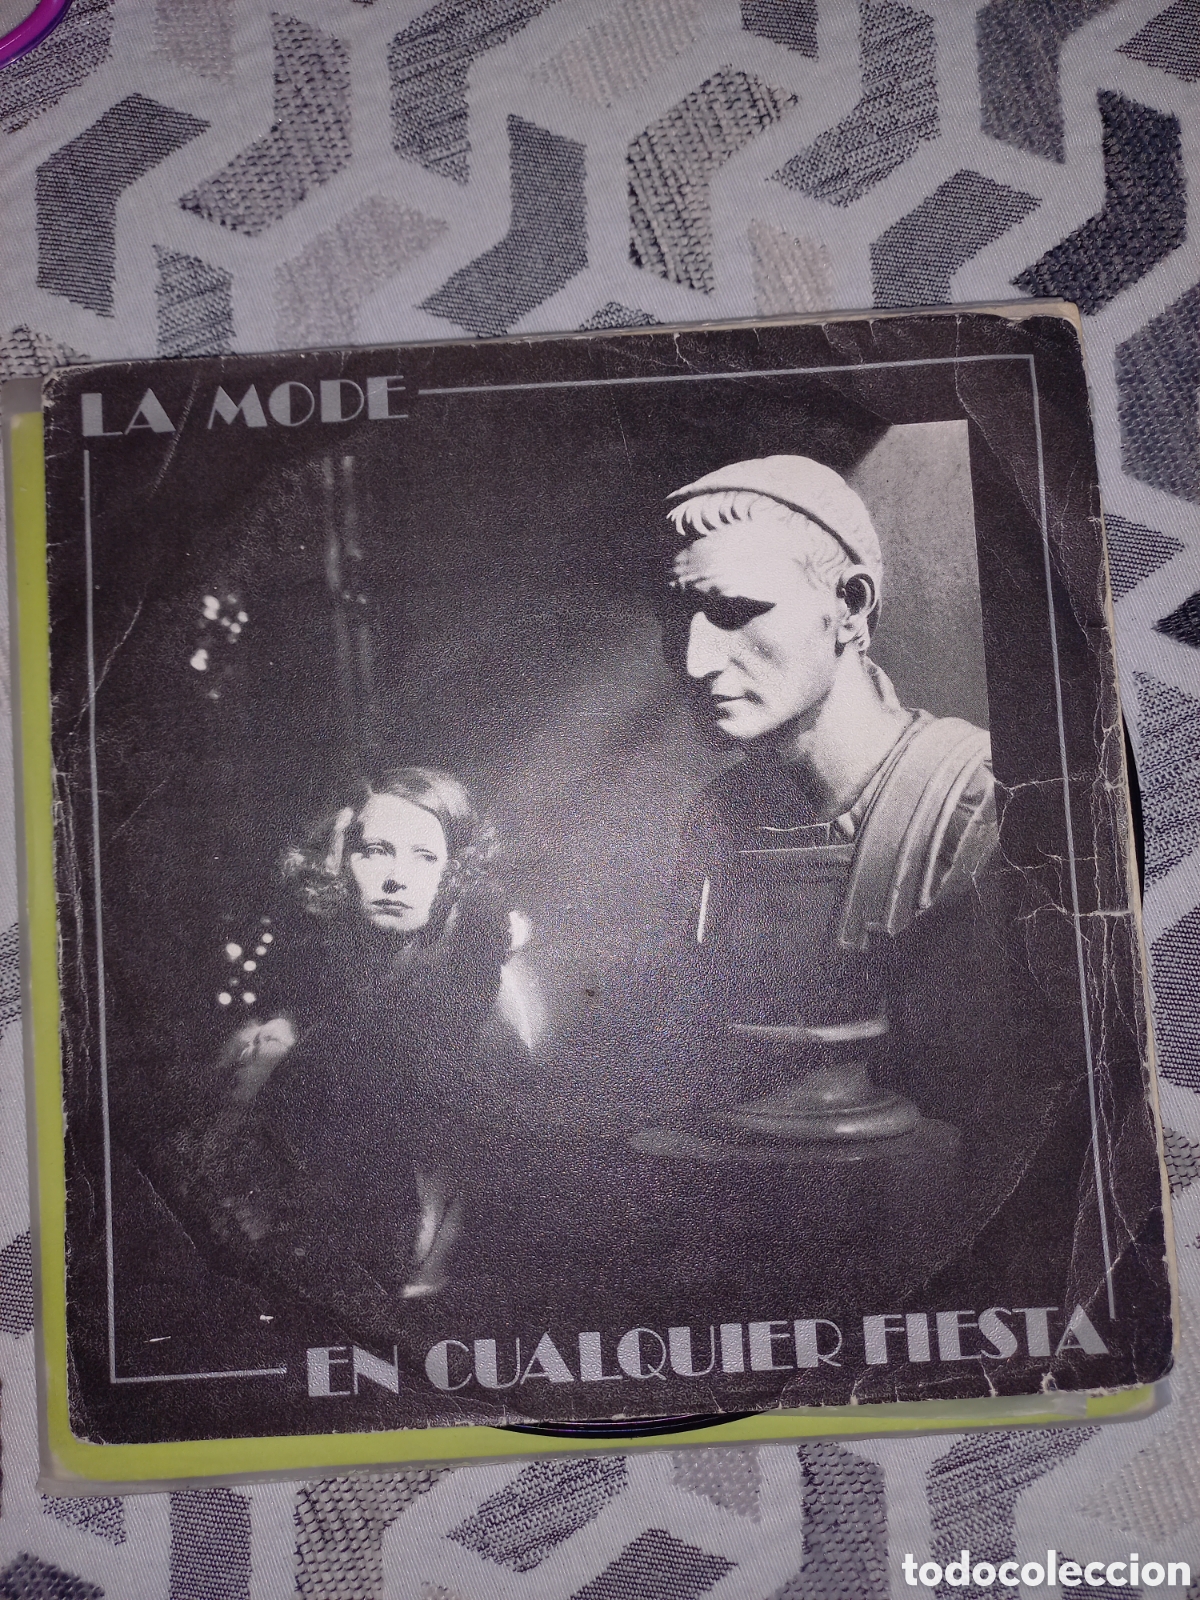 LA MODE
EN CUALQUIER FIESTA
todocoleccion